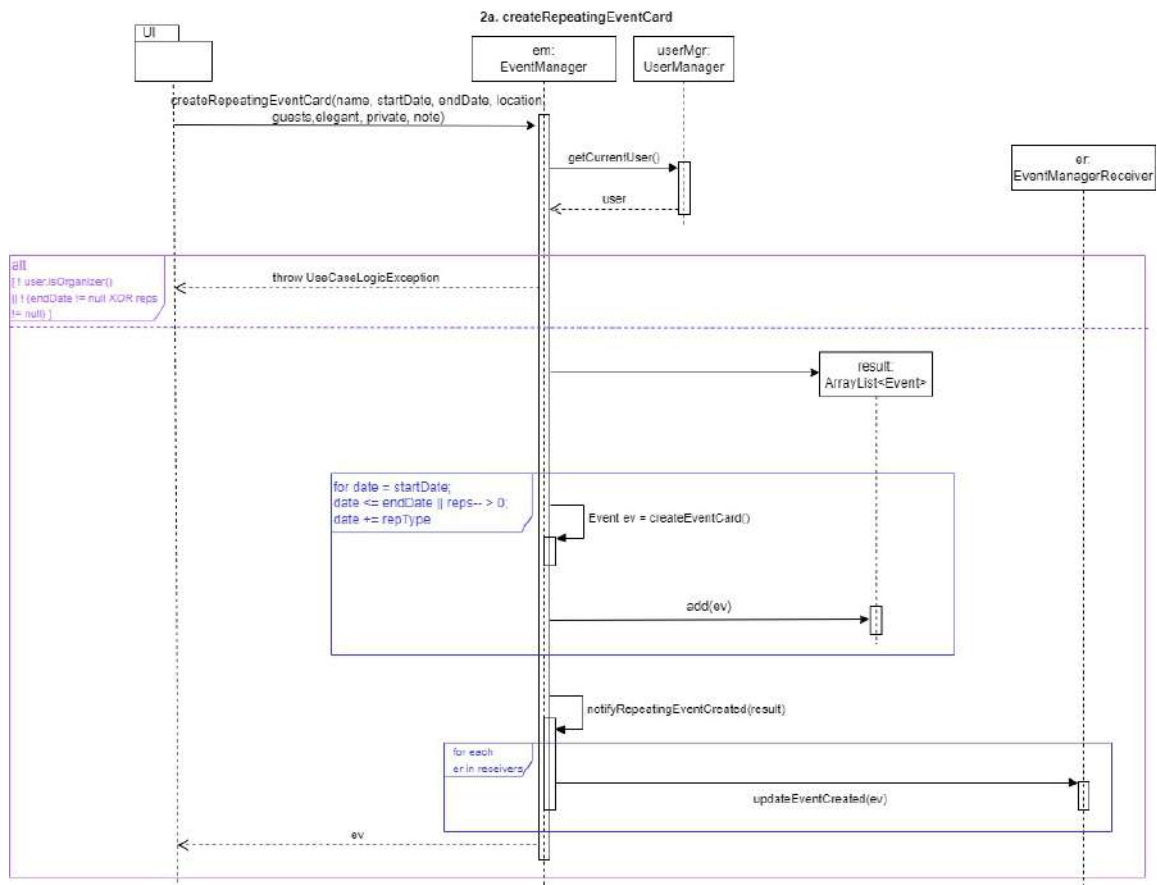 2a. createRepeatingEventCard
UI
em:
EventManager
userMgr:
UserManager
createRepeatingEventCard(name, startDate, endDate, location
guests,elegant, private, note)
getCurrentUser()
er:
EventManagerReceiver
user
alt
[ ! user.isOrganizer()
|| ! (endDate != null XOR reps
!= null) ]
throw UseCaseLogicException
result:
ArrayList<Event>
for date = startDate;
date <= endDate || reps-- > 0;
date += repType
Event ev = createEventCard()
add(ev)
notifyRepeatingEventCreated(result)
for each
er in receivers
updateEventCreated(ev)
ev